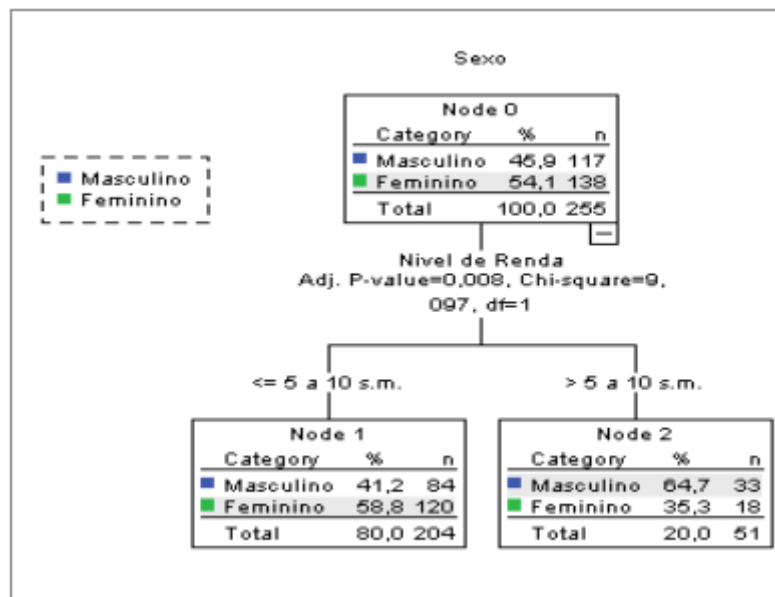 Sexo
Masculino
Feminino
Node 0
Category % n
Masculino 45,9 117
Feminino 54,1 138
Total 100,0 255
Nivel de Renda
Adj. P-value=0,008, Chi-square=9,
097, df=1
<= 5 a 10 s.m.
> 5 a 10 s.m.
Node 1
Category % n
Masculino 41,2 84
Feminino 58,8 120
Total 80,0 204
Node 2
Category % n
Masculino 64,7 33
Feminino 35,3 18
Total 20,0 51